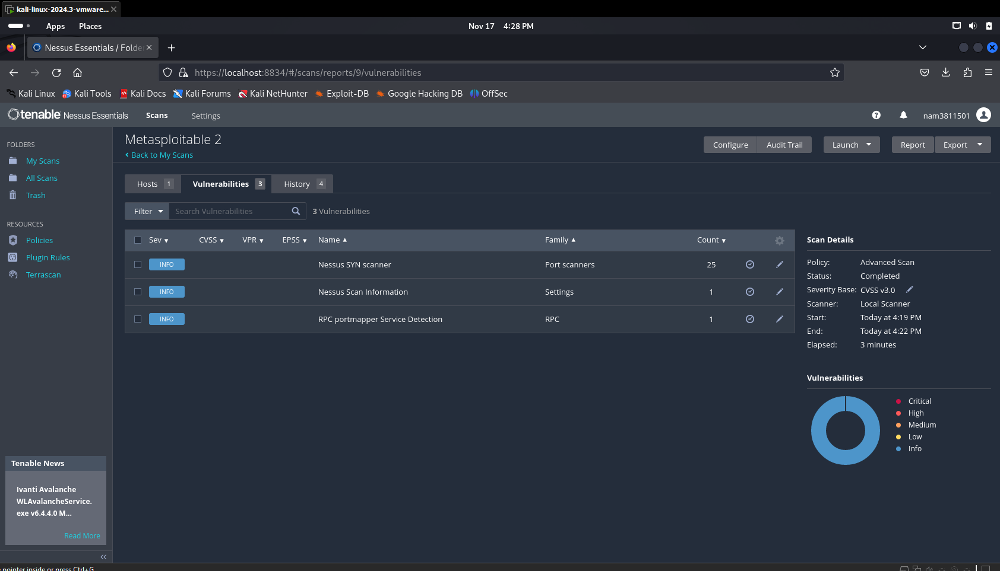 kali-linux-2024.3-vmware...
Apps Places Nov 17 4:28 PM
Nessus Essentials / Folde
https://localhost:8834/#/scans/reports/9/vulnerabilities
Kali Linux Kali Tools Kali Docs Kali Forums Kali NetHunter Exploit-DB Google Hacking DB OffSec
tenable Nessus Essentials Scans Settings nam3811501
FOLDERS
My Scans
All Scans
Trash
RESOURCES
Policies
Plugin Rules
Terrascan
Tenable News
Ivanti Avalanche
WLAvalancheService.
exe v6.4.4.0 M...
Read More
Metasploitable 2
Back to My Scans
Configure Audit Trail Launch Report Export
Hosts 1 Vulnerabilities 3 History 4
Filter Search Vulnerabilities 3 Vulnerabilities
Sev CVSS VPR EPSS Name Family Count
INFO Nessus SYN scanner Port scanners 25
INFO Nessus Scan Information Settings 1
INFO RPC portmapper Service Detection RPC 1
Scan Details
Policy: Advanced Scan
Status: Completed
Severity Base: CVSS v3.0
Scanner: Local Scanner
Start: Today at 4:19 PM
End: Today at 4:22 PM
Elapsed: 3 minutes
Vulnerabilities
Critical
High
Medium
Low
Info
pointer inside or press Ctrl+G